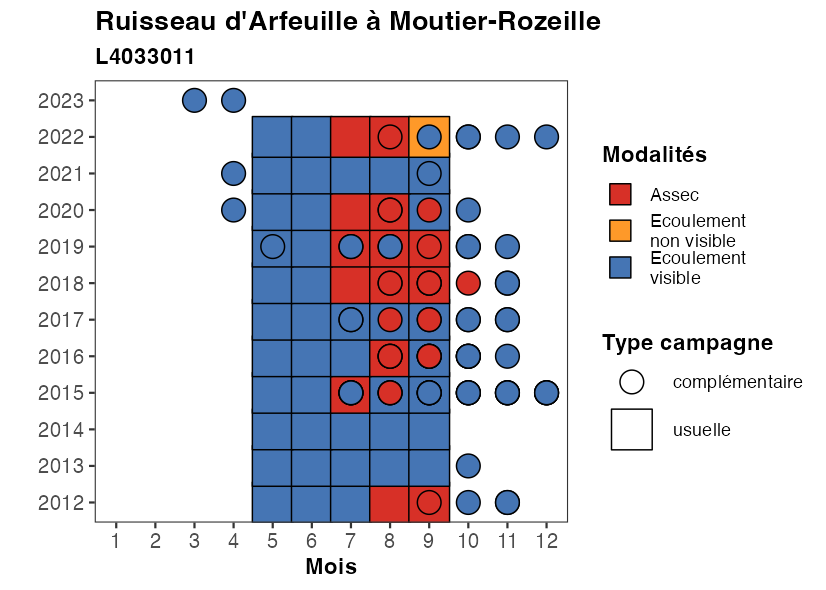 Ruisseau d'Arfeuille à Moutier-Rozeille
L4033011
2023
2022
2021
2020
2019
2018
2017
2016
2015
2014
2013
2012
1 2 3 4 5 6 7 8 9 10 11 12
Mois
Modalités
Assec
Ecoulement
non visible
Ecoulement
visible
Type campagne
complémentaire
usuelle